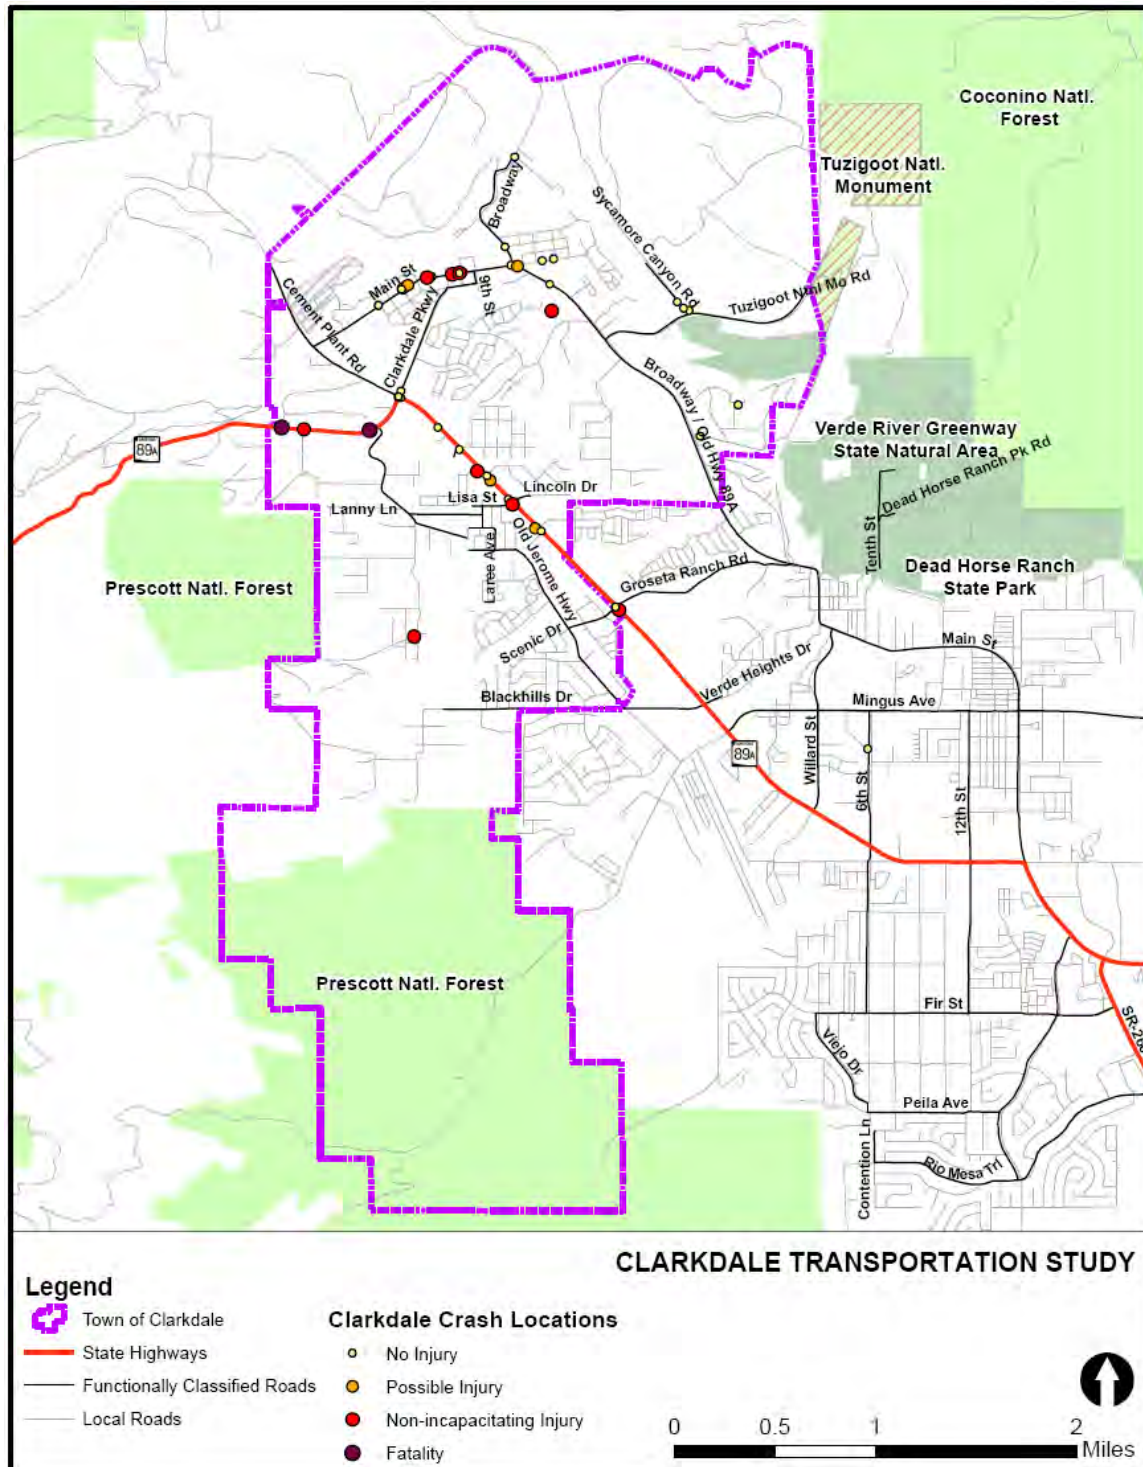 Coconino Natl.
Forest
Tuzigoot Natl.
Monument
Broadway
Sycamore Canyon Rd
Main St
9th St
Tuzigoot Ntnl Mo Rd
Cement Plant Rd
Clarkdale Pkwy
Broadway / Old Hwy 89A
Verde River Greenway
State Natural Area
89A
Dead Horse Ranch Pk Rd
Lincoln Dr
Lisa St
Lanny Ln
Old Jerome Hwy
Laree Ave
Tenth St
Groseta Ranch Rd
Dead Horse Ranch
State Park
Prescott Natl. Forest
Scenic Dr
Main St
Verde Heights Dr
Blackhills Dr
Mingus Ave
89A
Willard St
6th St
12th St
Prescott Natl. Forest
Fir St
Viejo Dr
Peila Ave
Contention Ln
Rio Mesa Trl
CLARKDALE TRANSPORTATION STUDY
Legend
Town of Clarkdale
State Highways
Functionally Classified Roads
Local Roads
Clarkdale Crash Locations
No Injury
Possible Injury
Non-incapacitating Injury
Fatality
0 0.5 1 2
Miles